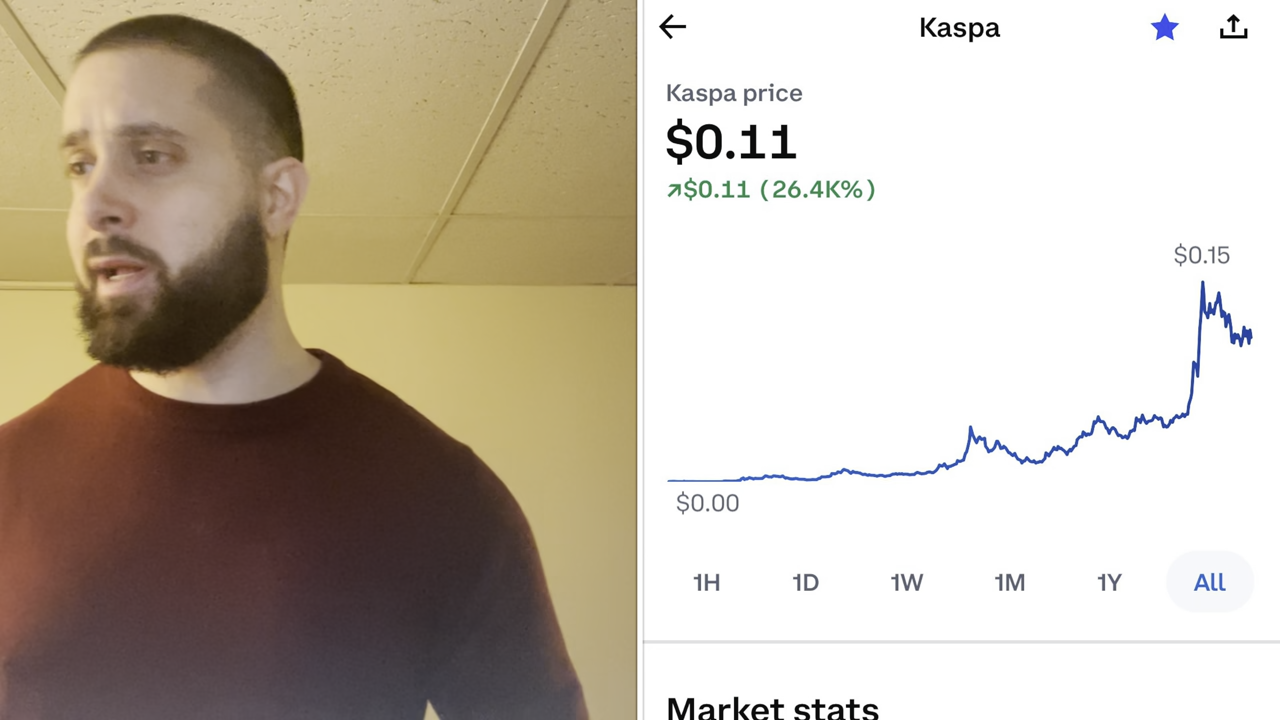 Kaspa
Kaspa price
$0.11
↗$0.11 (26.4K%)
$0.15
$0.00
1H 1D 1W 1M 1Y All
Market stats